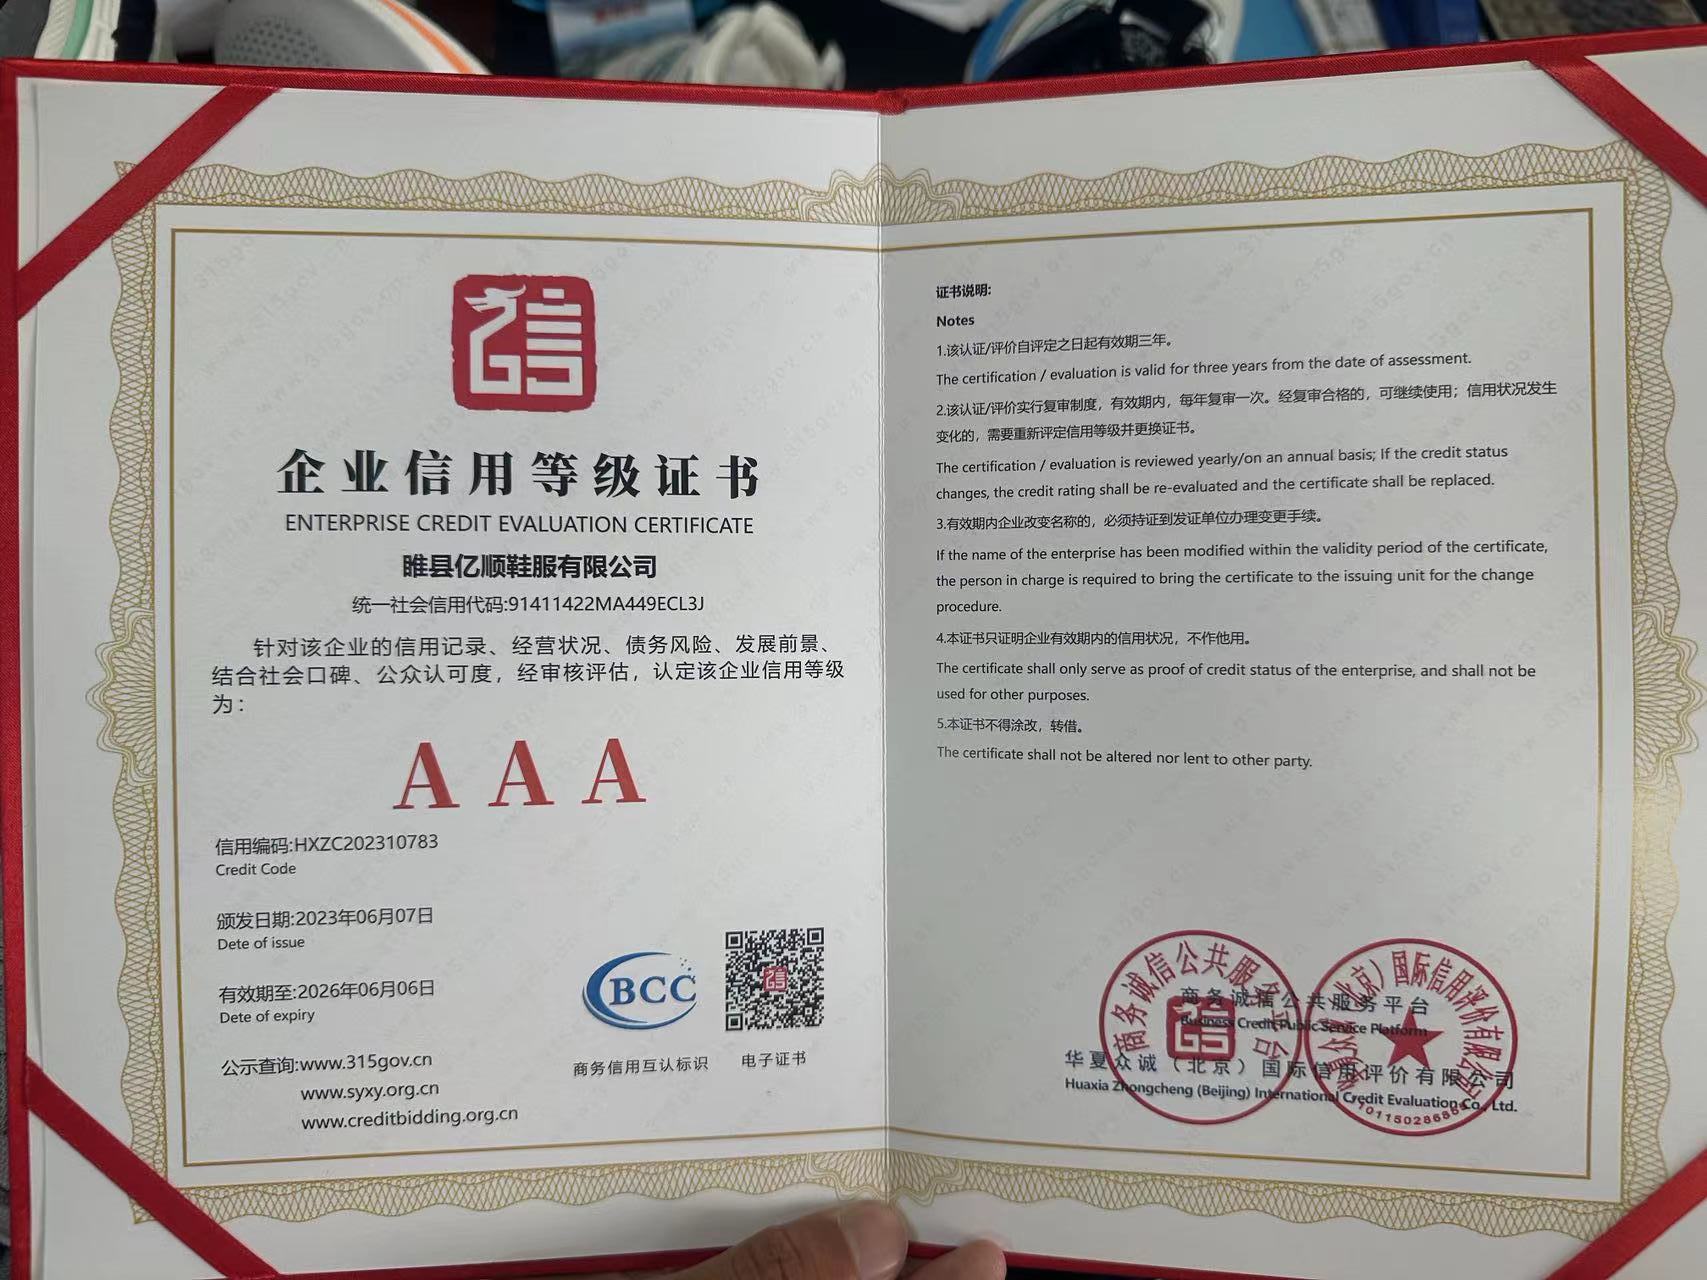 企业信用等级证书
ENTERPRISE CREDIT EVALUATION CERTIFICATE
睢县亿顺鞋服有限公司
统一社会信用代码:91411422MA449ECL3J
针对该企业的信用记录、经营状况、债务风险、发展前景、
结合社会口碑、公众认可度，经审核评估，认定该企业信用等级
为：
AAA
信用编码:HXZC202310783
Credit Code
颁发日期:2023年06月07日
Dete of issue
有效期至:2026年06月06日
Date of expiry
公示查询:www.315gov.cn
www.syxy.org.cn
www.creditbidding.org.cn
BCC
商务信用互认标识
电子证书
证书说明:
Notes
1.该认证/评价自评定之日起有效期三年。
The certification / evaluation is valid for three years from the date of assessment.
2.该认证/评价实行复审制度，有效期内，每年复审一次。经复审合格的，可继续使用；信用状况发生
变化的，需要重新评定信用等级并更换证书。
The certification / evaluation is reviewed yearly/on an annual basis; If the credit status
changes, the credit rating shall be re-evaluated and the certificate shall be replaced.
3.有效期内企业改变名称的，必须持证到发证单位办理变更手续。
If the name of the enterprise has been modified within the validity period of the certificate,
the person in charge is required to bring the certificate to the issuing unit for the change
procedure.
4.本证书只证明企业有效期内的信用状况，不作他用。
The certificate shall only serve as proof of credit status of the enterprise, and shall not be
used for other purposes.
5.本证书不得涂改，转借。
The certificate shall not be altered nor lent to other party.
商务诚信公共服务平台
Business Credit Public Service Platform
华夏众诚（北京）国际信用评价有限公司
Huaxia Zhongcheng (Beijing) International Credit Evaluation Co., Ltd.
商务诚信公共服务平台